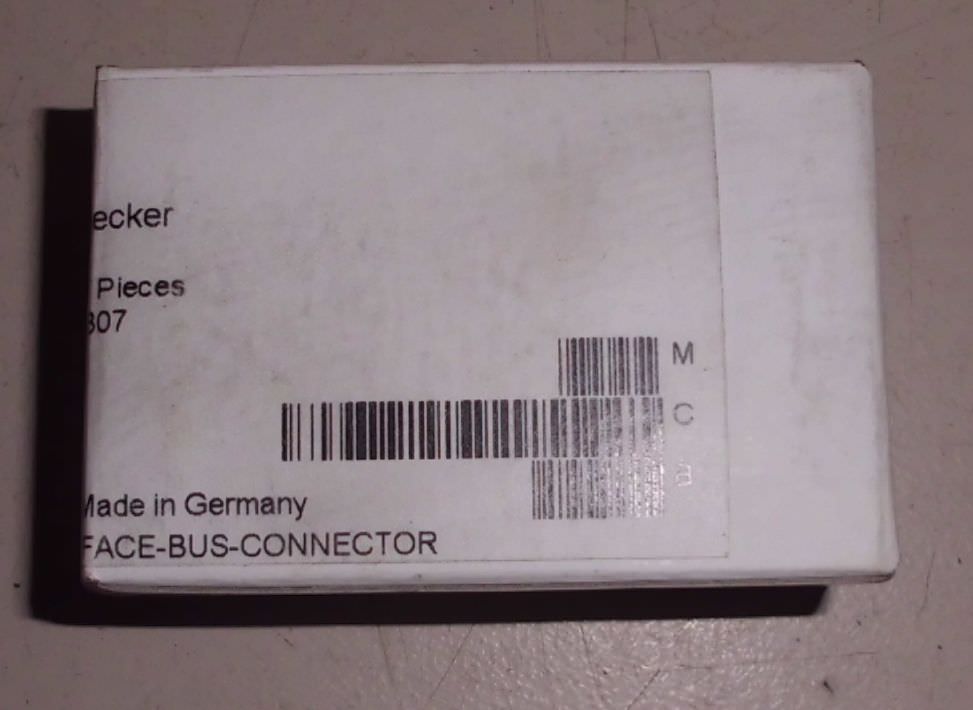 ecker
Pieces
307
M
C
a
Made in Germany
FACE-BUS-CONNECTOR